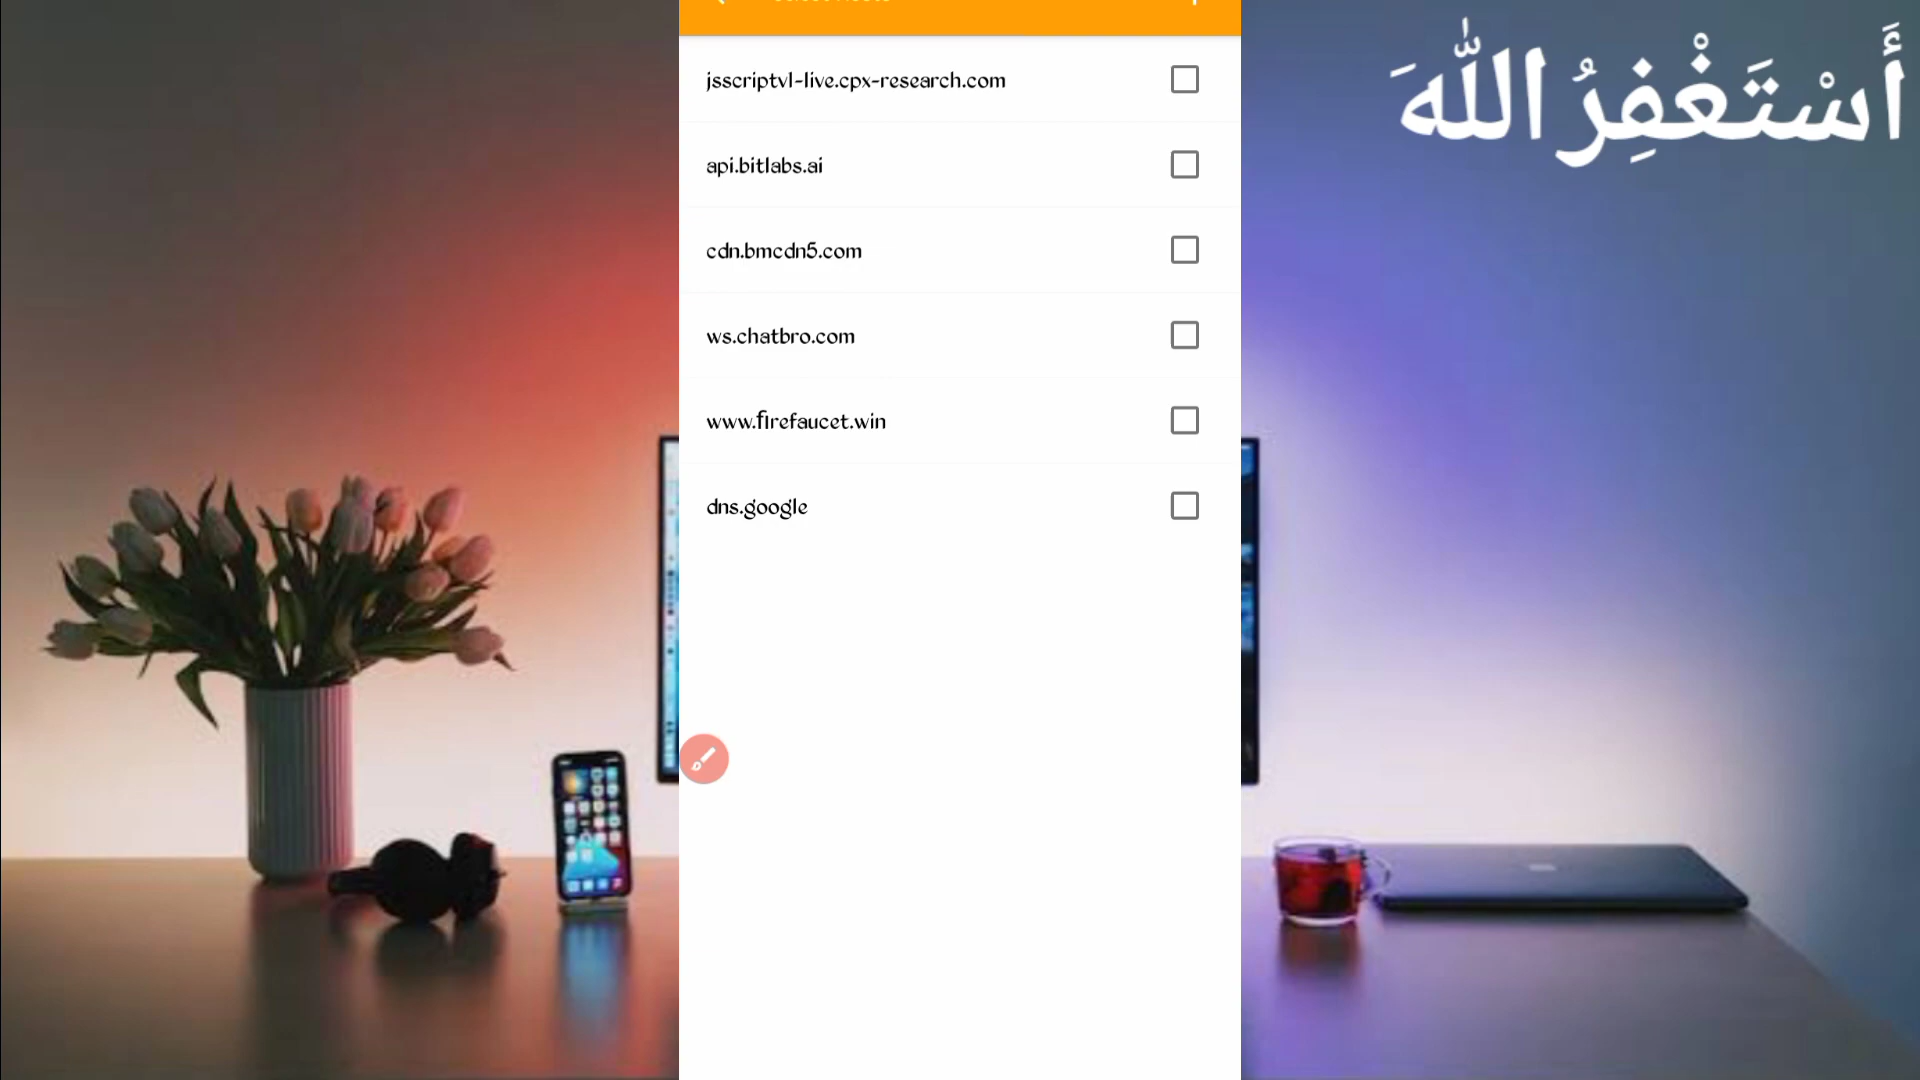 أَسْتَغْفِرُ اللّٰهَ
jsscriptv1-live.cpx-research.com
api.bitlabs.ai
cdn.bmcdn5.com
ws.chatbro.com
www.firefaucet.win
dns.google